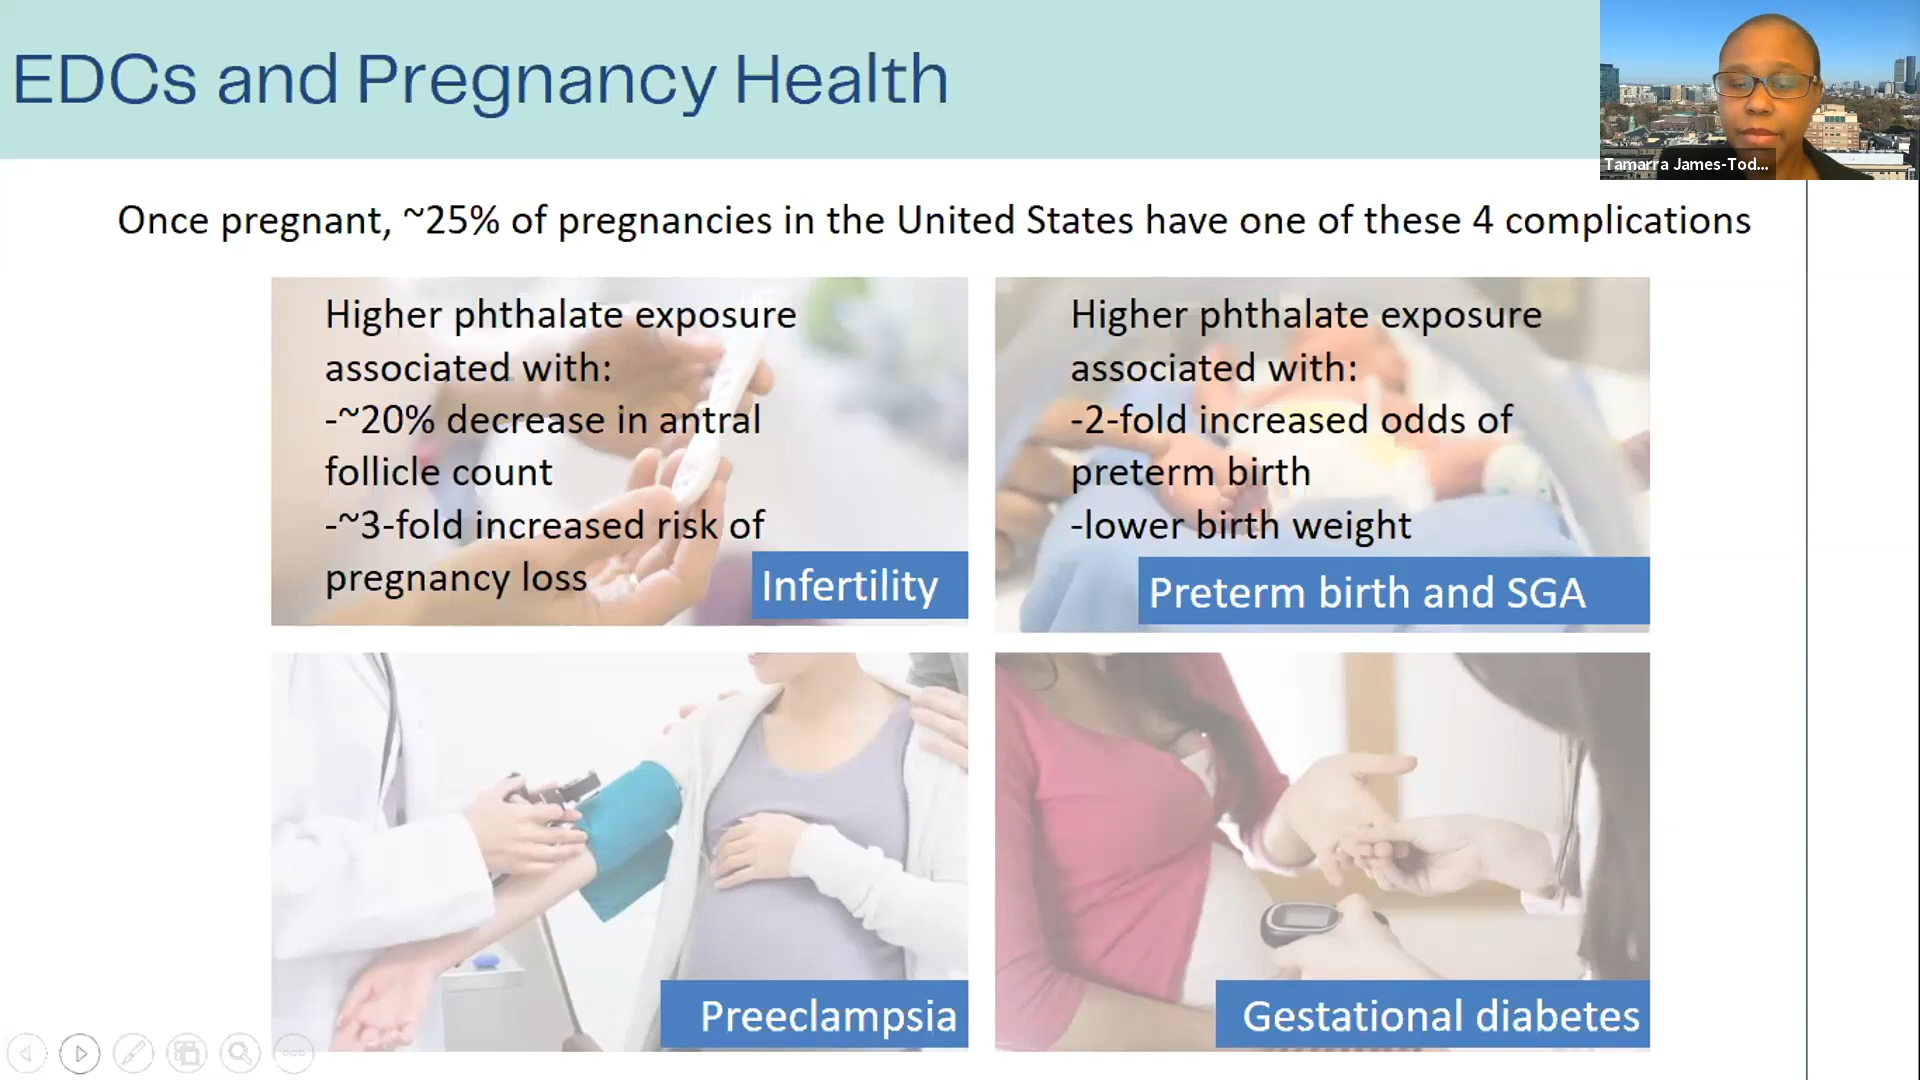 EDCs and Pregnancy Health
Tamarra James-Tod...
Once pregnant, ~25% of pregnancies in the United States have one of these 4 complications
Higher phthalate exposure
associated with:
-~20% decrease in antral
follicle count
-~3-fold increased risk of
pregnancy loss
Infertility
Higher phthalate exposure
associated with:
-2-fold increased odds of
preterm birth
-lower birth weight
Preterm birth and SGA
Preeclampsia
Gestational diabetes